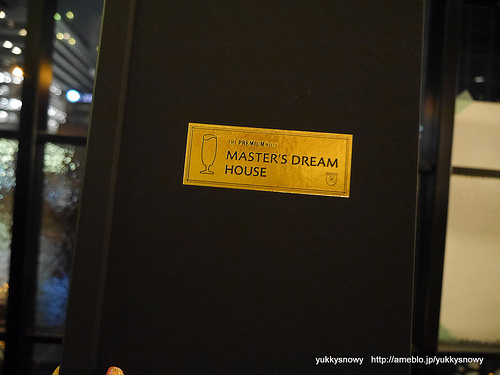 THE PREMIUM MALT'S
MASTER'S DREAM
HOUSE
yukkysnowy http://ameblo.jp/yukkysnowy